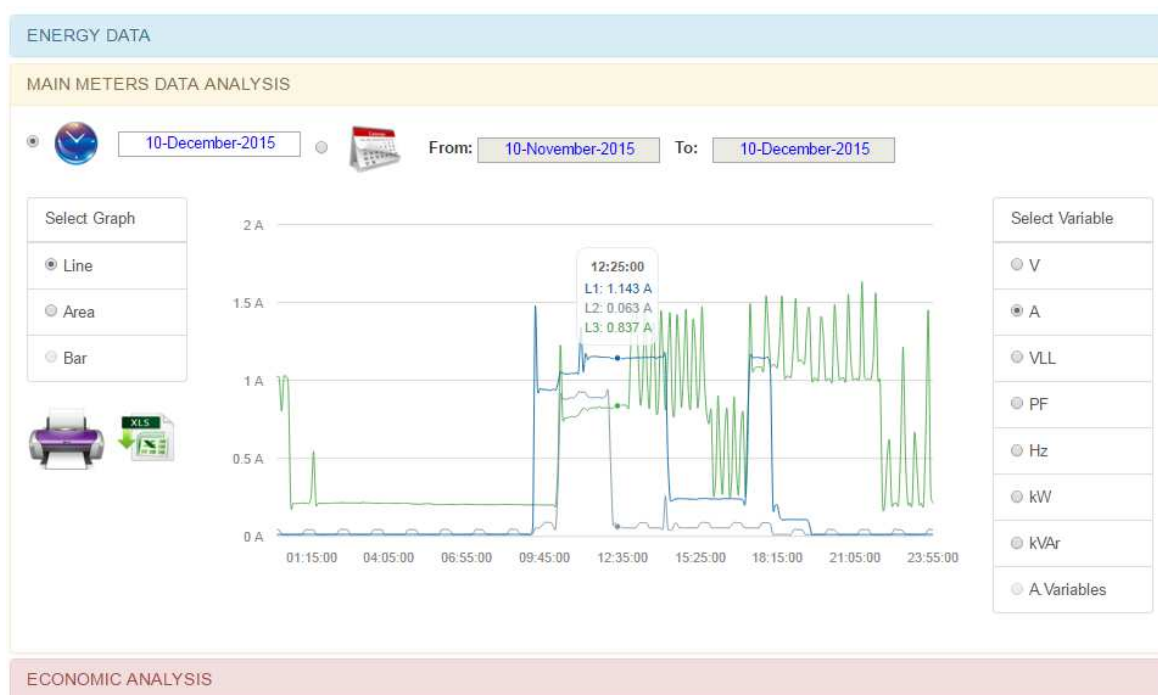 ENERGY DATA
MAIN METERS DATA ANALYSIS
10-December-2015 From: 10-November-2015 To: 10-December-2015
Select Graph
Line
Area
Bar
XLS
2 A
1.5 A
1 A
0.5 A
0 A
12:25:00
L1: 1.143 A
L2: 0.063 A
L3: 0.837 A
01:15:00 04:05:00 06:55:00 09:45:00 12:35:00 15:25:00 18:15:00 21:05:00 23:55:00
Select Variable
V
A
VLL
PF
Hz
kW
kVAr
A.Variables
ECONOMIC ANALYSIS